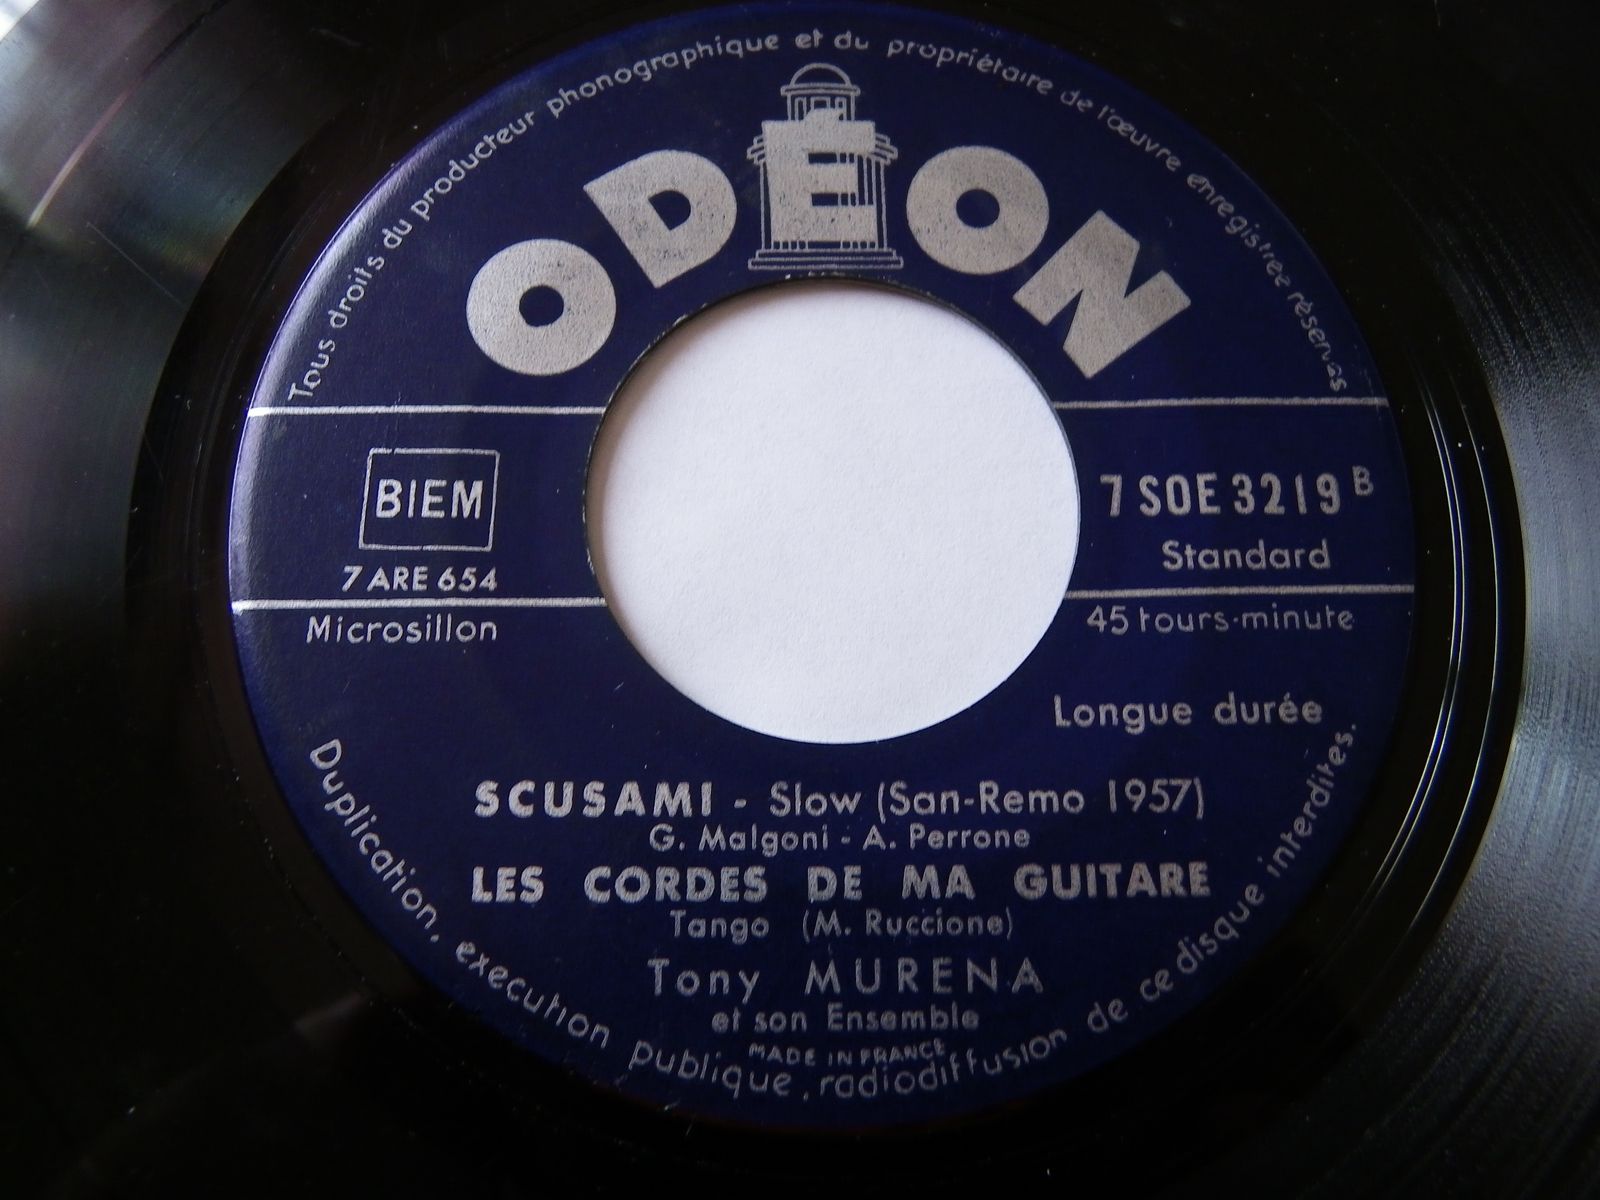 Tous droits du producteur phonographique et du propriétaire de l'œuvre enregistrée réservés
ODÉON
BIEM
7 ARE 654
Microsillon
7 SOE 3219 B
Standard
45 tours-minute
Longue durée
SCUSAMI - Slow (San-Remo 1957)
G. Malgoni - A. Perrone
LES CORDES DE MA GUITARE
Tango (M. Ruccione)
Tony MURENA
et son Ensemble
MADE IN FRANCE
Duplication, execution publique, radiodiffusion de ce disque interdites.